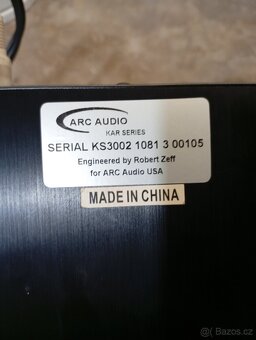 ARC AUDIO
KAR SERIES
SERIAL KS3002 1081 3 00105
Engineered by Robert Zeff
for ARC Audio USA
MADE IN CHINA
Bazoš.cz